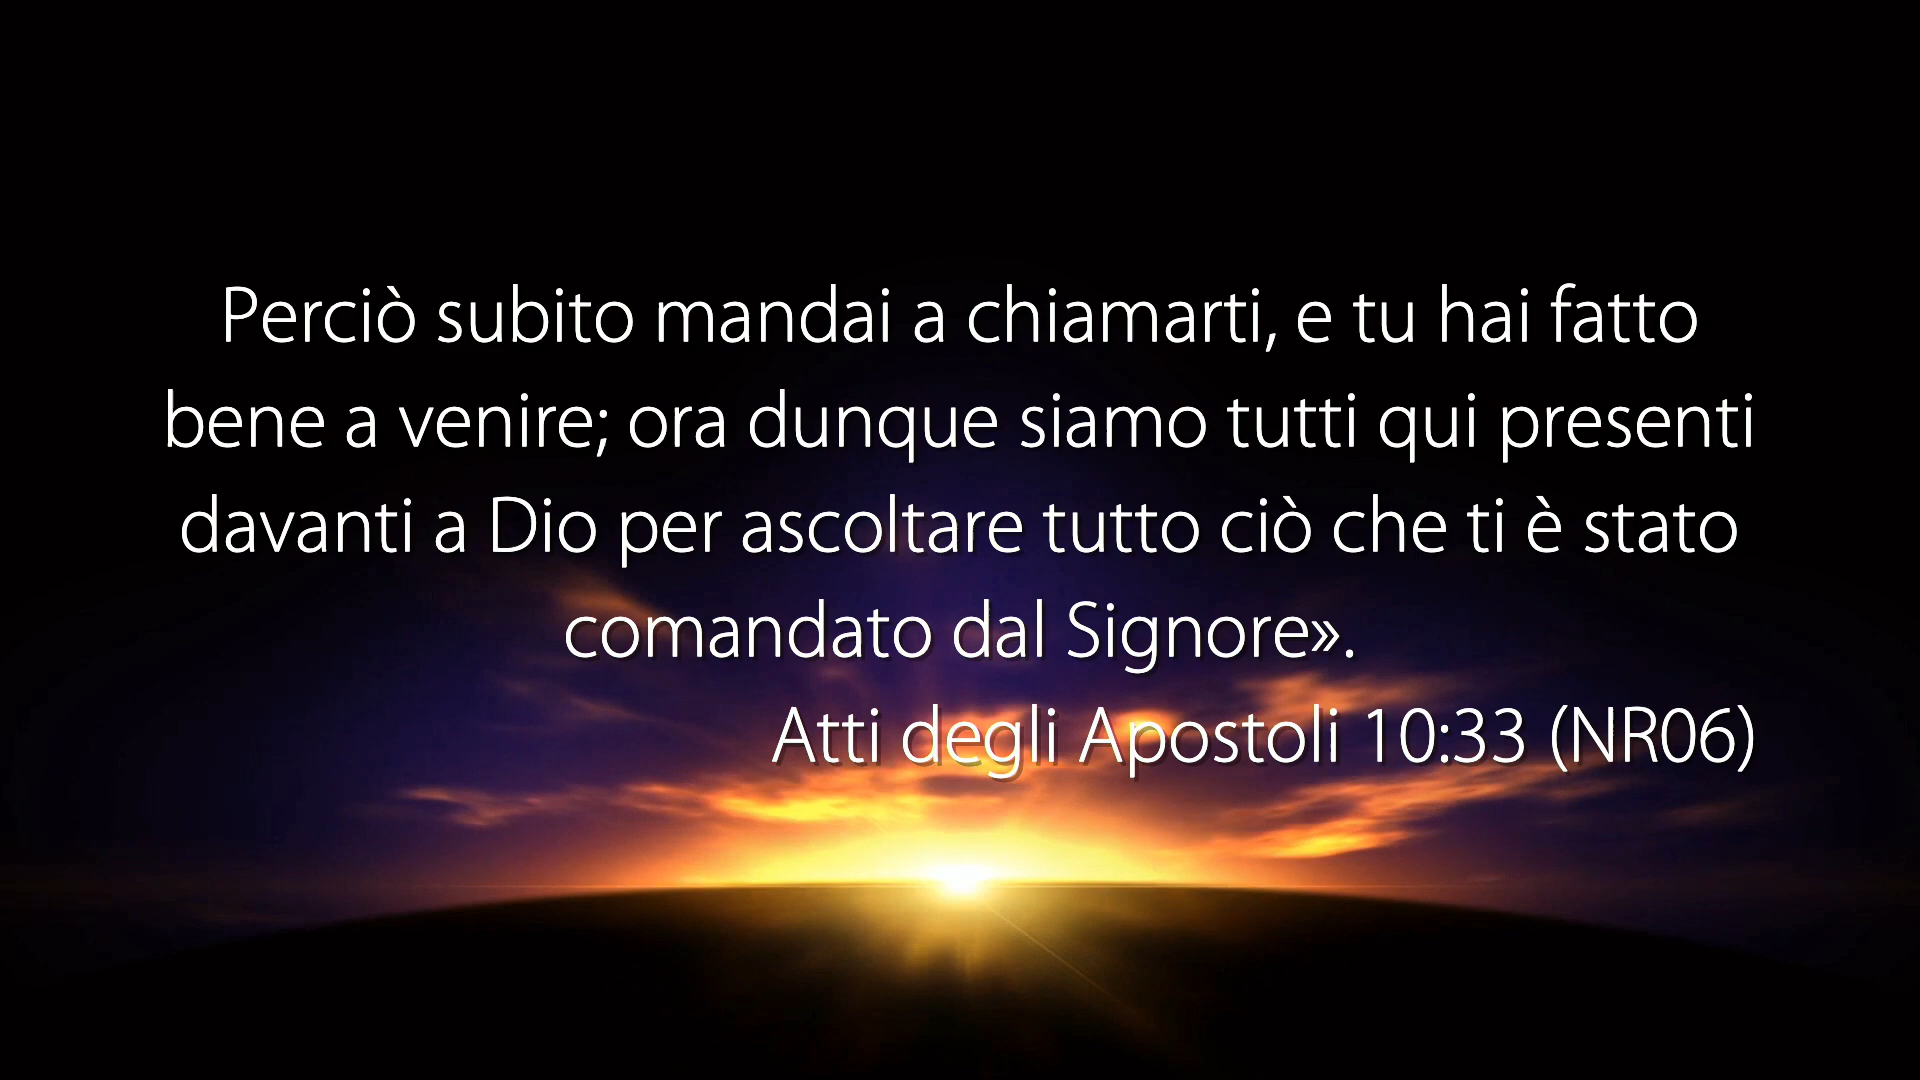 Perciò subito mandai a chiamarti, e tu hai fatto
bene a venire; ora dunque siamo tutti qui presenti
davanti a Dio per ascoltare tutto ciò che ti è stato
comandato dal Signore».
Atti degli Apostoli 10:33 (NR06)